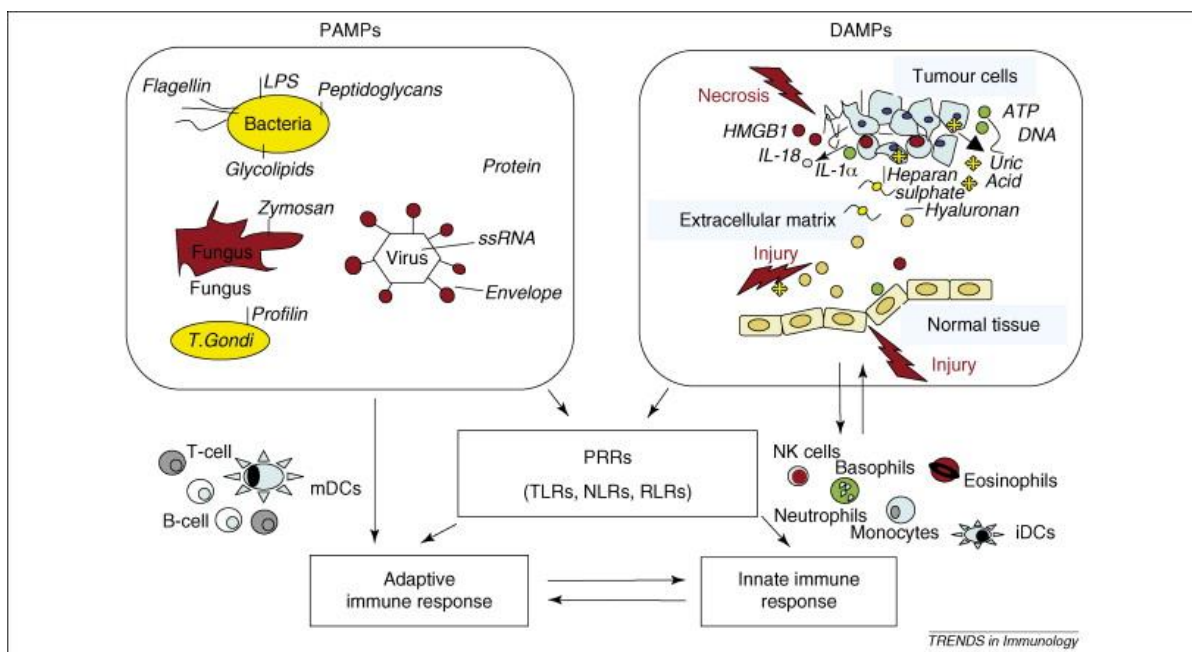 PAMPs
Flagellin
LPS
Peptidoglycans
Bacteria
Glycolipids
Protein
Zymosan
Fungus
Fungus
Virus
ssRNA
Envelope
Profilin
T.Gondi
DAMPs
Tumour cells
Necrosis
ATP
DNA
HMGB1
IL-18
IL-1α
Uric
Acid
Heparan
sulphate
Hyaluronan
Extracellular matrix
Injury
Normal tissue
Injury
T-cell
mDCs
B-cell
PRRs
(TLRs, NLRs, RLRs)
NK cells
Basophils
Eosinophils
Neutrophils
Monocytes
iDCs
Adaptive
immune response
Innate immune
response
TRENDS in Immunology